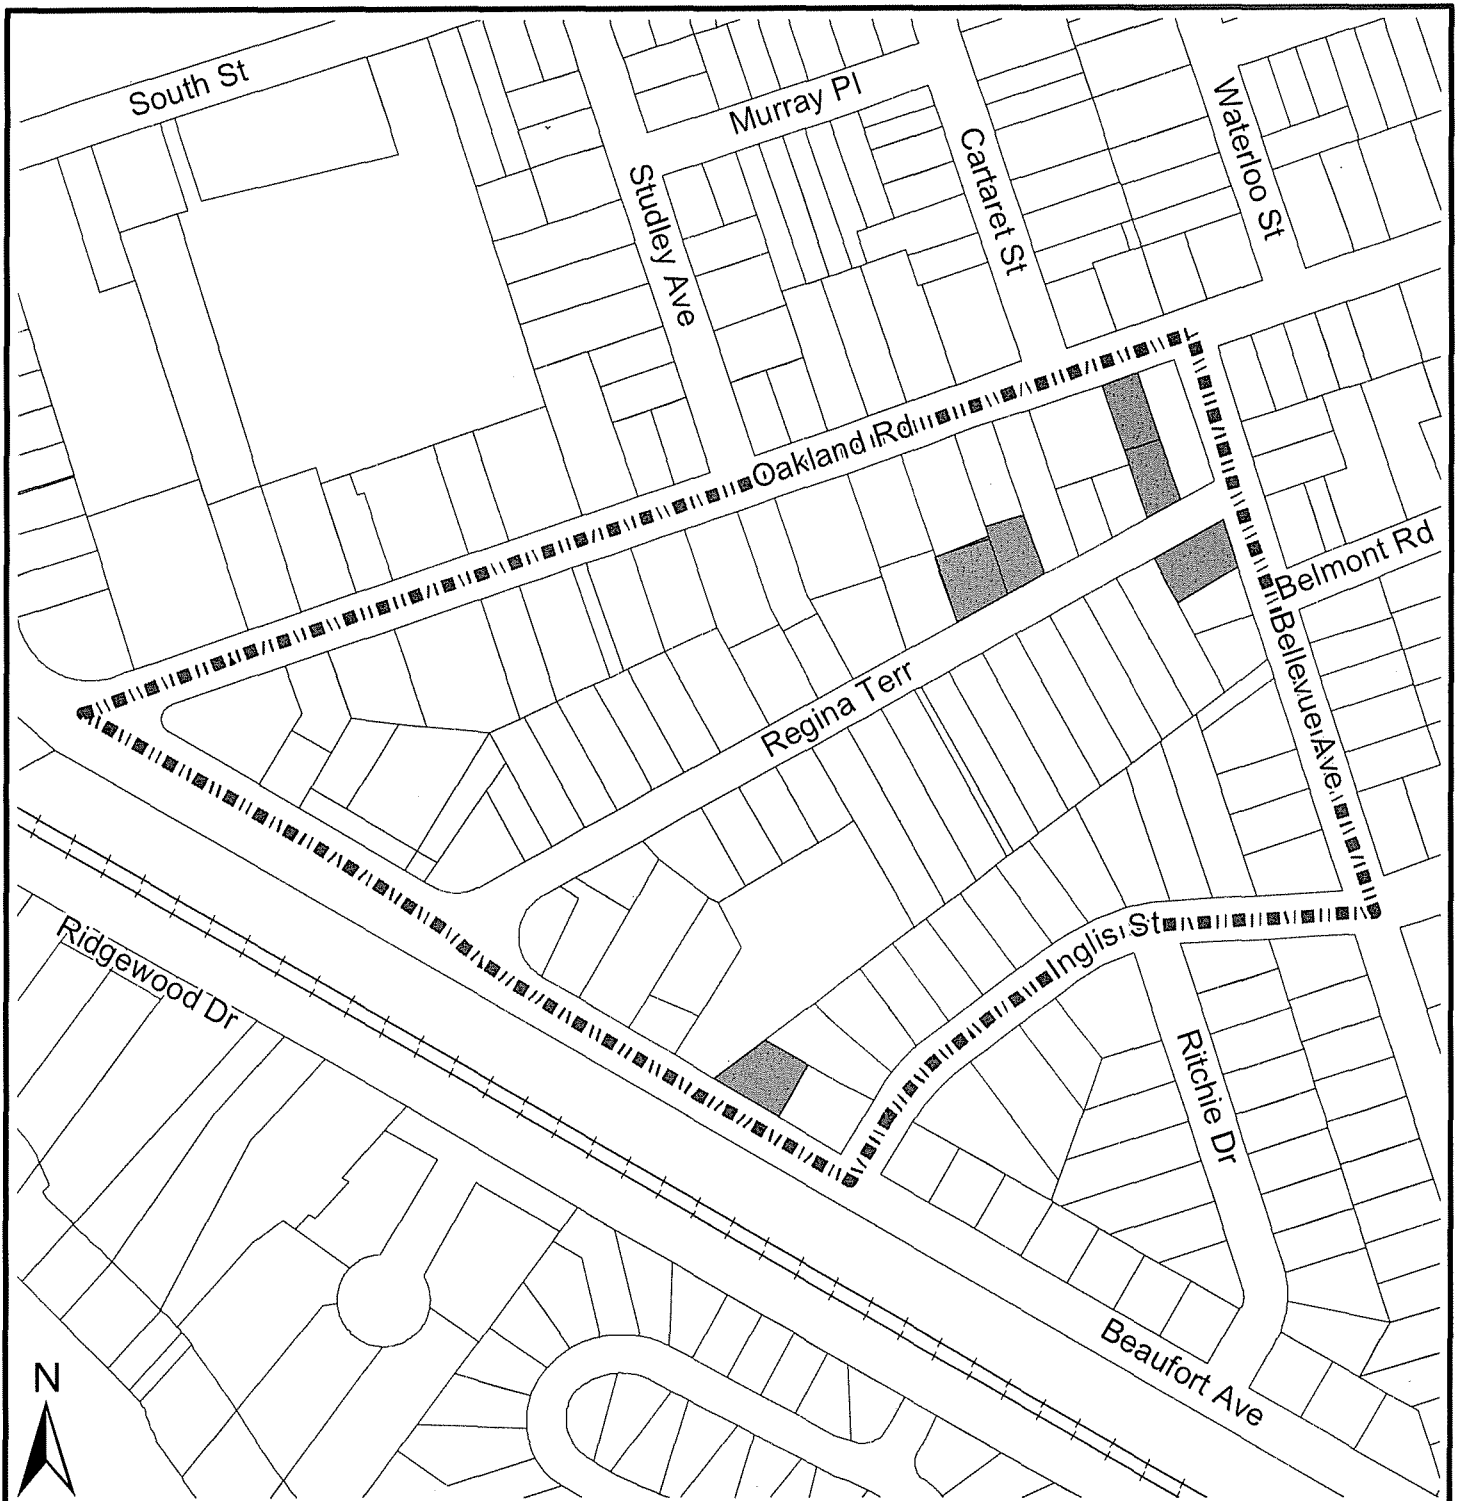 South St
Murray Pl
Waterloo St
Cartaret St
Studley Ave
Oakland Rd
Belmont Rd
Bellevue Ave
Regina Terr
Inglis St
Ridgewood Dr
Ritchie Dr
Beaufort Ave
N